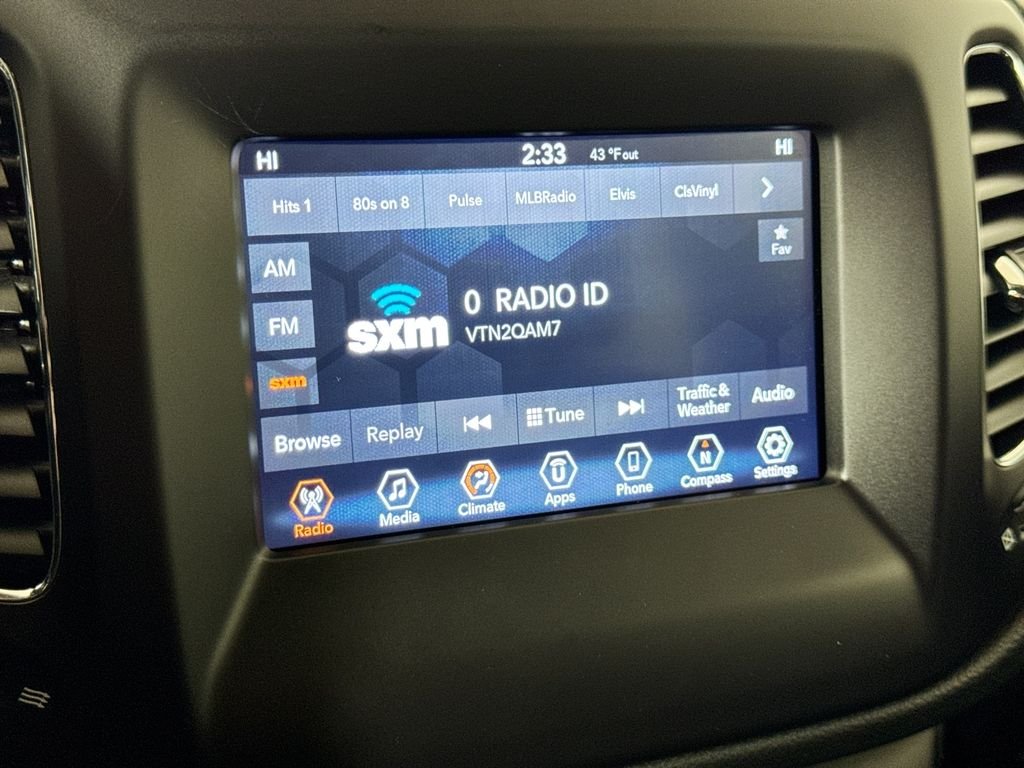 HI 2:33 43 °F out HI
Hits 1 80s on 8 Pulse MLBRadio Elvis ClsVinyl
Fav
AM
FM
sxm
sxm
0 RADIO ID
VTN2QAM7
Browse Replay Tune Traffic & Weather Audio
Radio Media Climate Apps Phone N Compass Settings